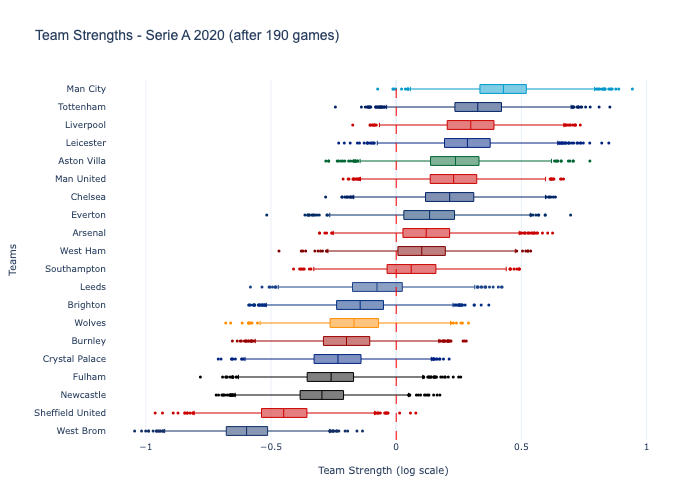 Team Strengths - Serie A 2020 (after 190 games)
Teams
Man City
Tottenham
Liverpool
Leicester
Aston Villa
Man United
Chelsea
Everton
Arsenal
West Ham
Southampton
Leeds
Brighton
Wolves
Burnley
Crystal Palace
Fulham
Newcastle
Sheffield United
West Brom
−1 −0.5 0 0.5 1
Team Strength (log scale)